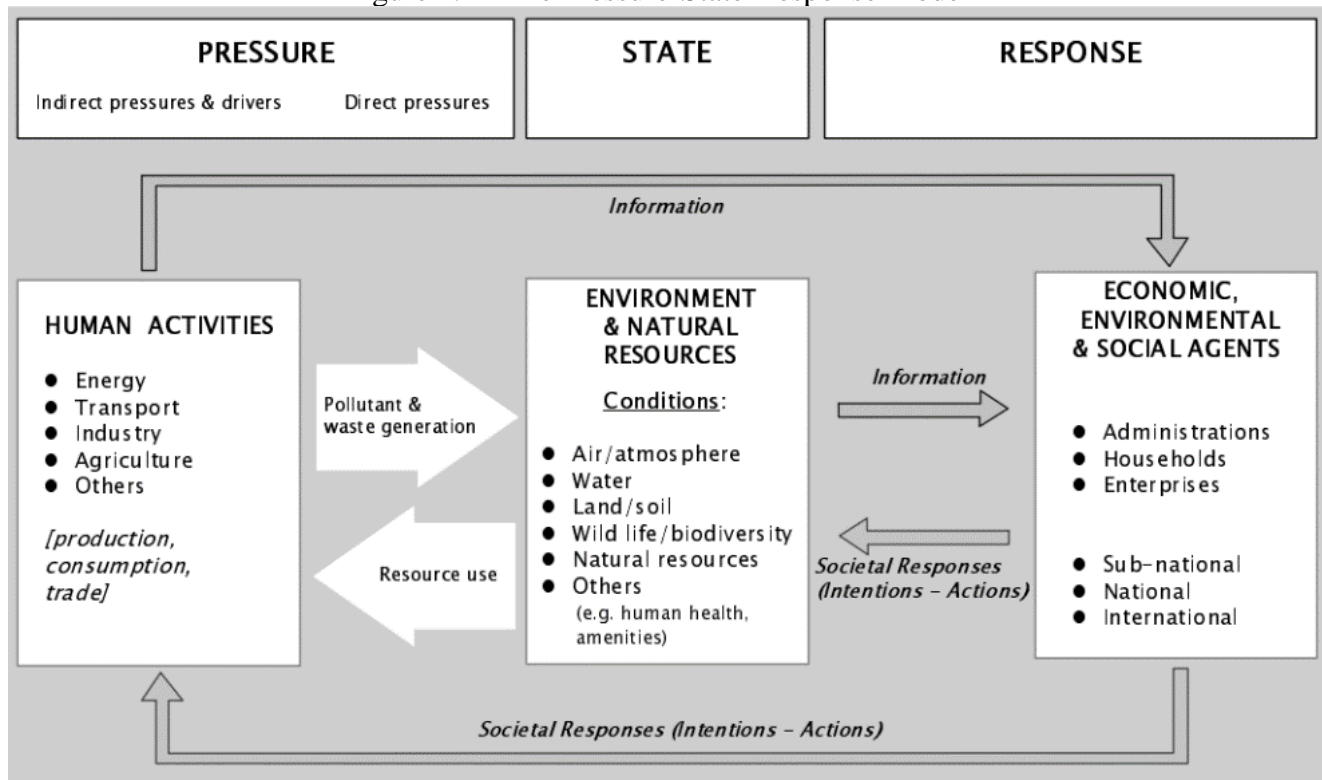 PRESSURE
Indirect pressures & drivers
Direct pressures
STATE
RESPONSE
Information
HUMAN ACTIVITIES
● Energy
● Transport
● Industry
● Agriculture
● Others
[production,
consumption,
trade]
Pollutant &
waste generation
Resource use
ENVIRONMENT
& NATURAL
RESOURCES
Conditions:
● Air/atmosphere
● Water
● Land/soil
● Wild life/biodiversity
● Natural resources
● Others
(e.g. human health,
amenities)
Information
Societal Responses
(Intentions – Actions)
ECONOMIC,
ENVIRONMENTAL
& SOCIAL AGENTS
● Administrations
● Households
● Enterprises
● Sub-national
● National
● International
Societal Responses (Intentions – Actions)